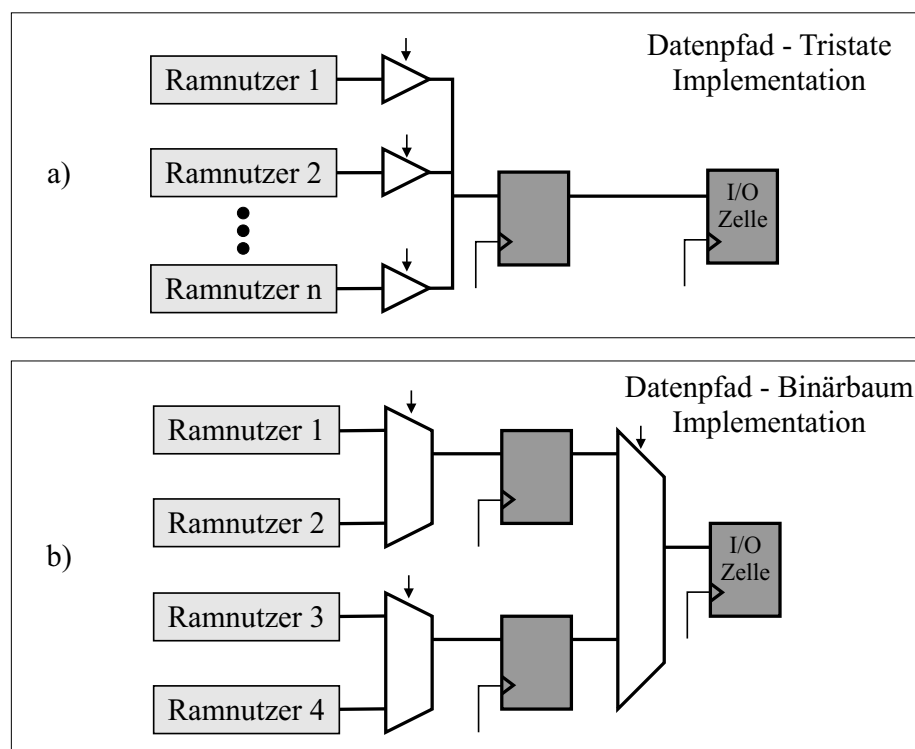 Datenpfad - Tristate
Implementation
a)
Ramnutzer 1
Ramnutzer 2
Ramnutzer n
I/O
Zelle
Datenpfad - Binärbaum
Implementation
b)
Ramnutzer 1
Ramnutzer 2
Ramnutzer 3
Ramnutzer 4
I/O
Zelle